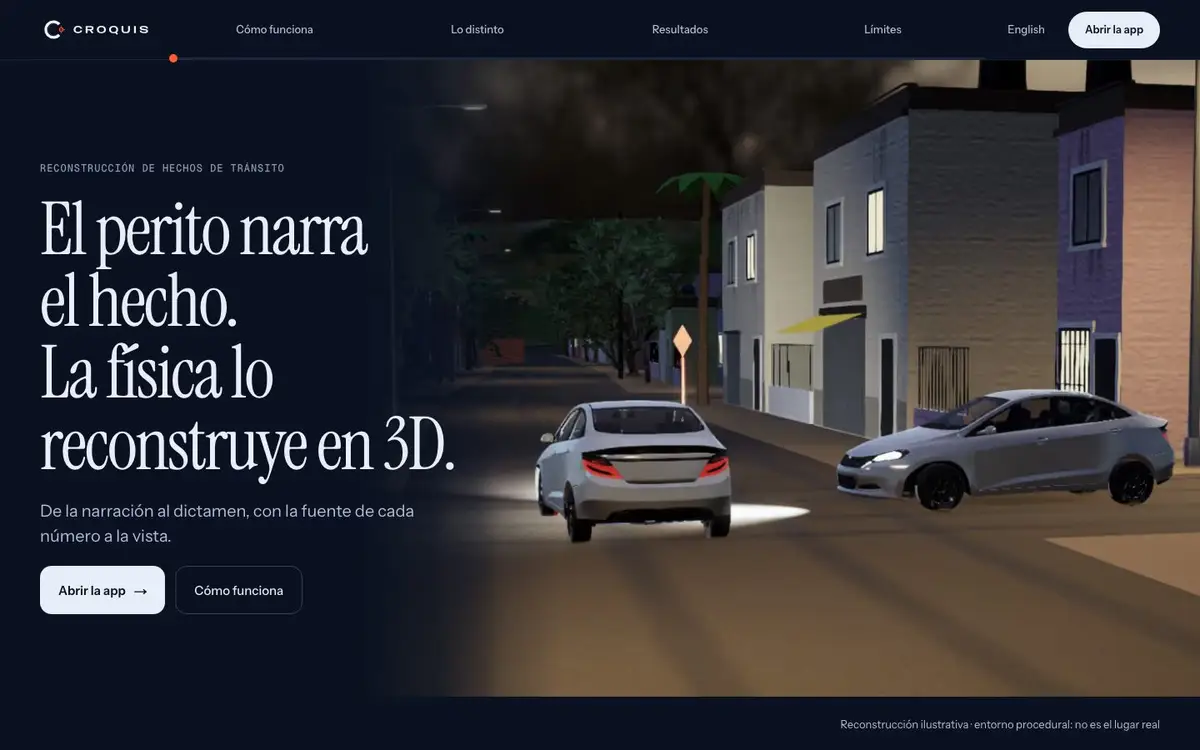 CROQUIS
Cómo funciona
Lo distinto
Resultados
Límites
English
Abrir la app
RECONSTRUCCIÓN DE HECHOS DE TRÁNSITO
El perito narra
el hecho.
La física lo
reconstruye en 3D.
De la narración al dictamen, con la fuente de cada
número a la vista.
Abrir la app →
Cómo funciona
Reconstrucción ilustrativa · entorno procedural: no es el lugar real